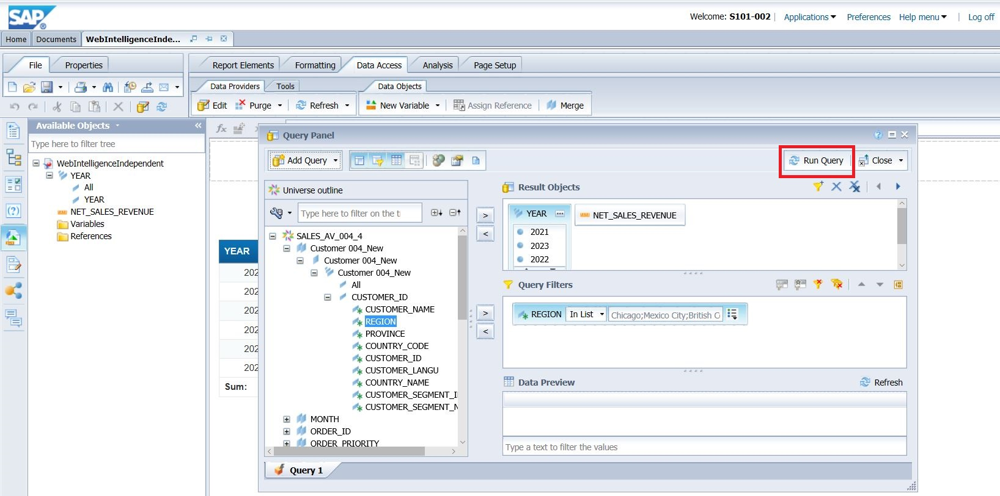 SAP
Welcome: S101-002 | Applications Preferences Help menu | Log off
Home Documents WebIntelligenceInde...
File Properties Report Elements Formatting Data Access Analysis Page Setup
Data Providers Tools Data Objects
Edit Purge Refresh New Variable Assign Reference Merge
Available Objects
Type here to filter tree
WebIntelligenceIndependent
YEAR
All
YEAR
NET_SALES_REVENUE
Variables
References
YEAR
202
202
202
202
202
202
Sum:
Query Panel
Add Query Run Query Close
Universe outline
Type here to filter on the t
SALES_AV_004_4
Customer 004_New
Customer 004_New
Customer 004_New
All
CUSTOMER_ID
CUSTOMER_NAME
REGION
PROVINCE
COUNTRY_CODE
CUSTOMER_ID
CUSTOMER_LANGU
COUNTRY_NAME
CUSTOMER_SEGMENT_I
CUSTOMER_SEGMENT_N
MONTH
ORDER_ID
ORDER_PRIORITY
Result Objects
YEAR NET_SALES_REVENUE
2021
2023
2022
Query Filters
REGION In List Chicago;Mexico City;British C
Data Preview Refresh
Type a text to filter the values
Query 1